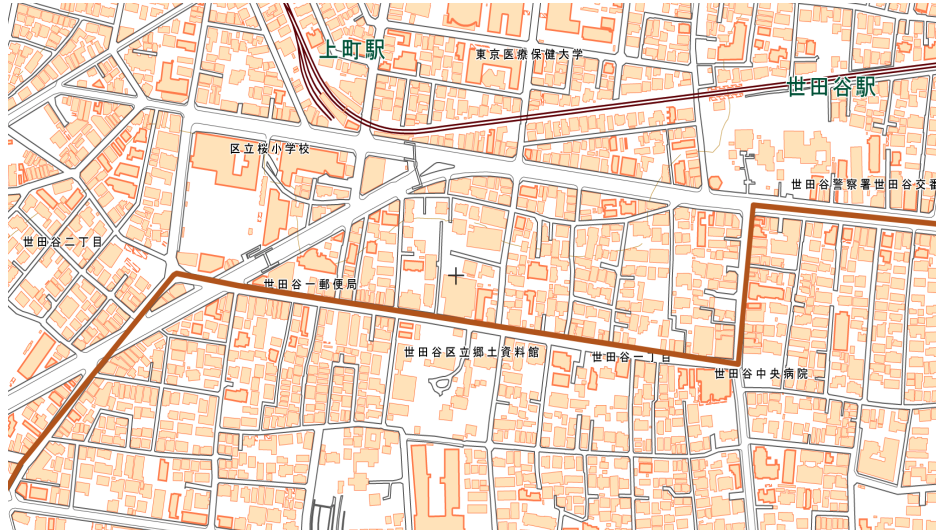 上町駅
東京医療保健大学
世田谷駅
区立桜小学校
世田谷警察署世田谷交番
世田谷二丁目
世田谷一郵便局
世田谷区立郷土資料館
世田谷一丁目
世田谷中央病院